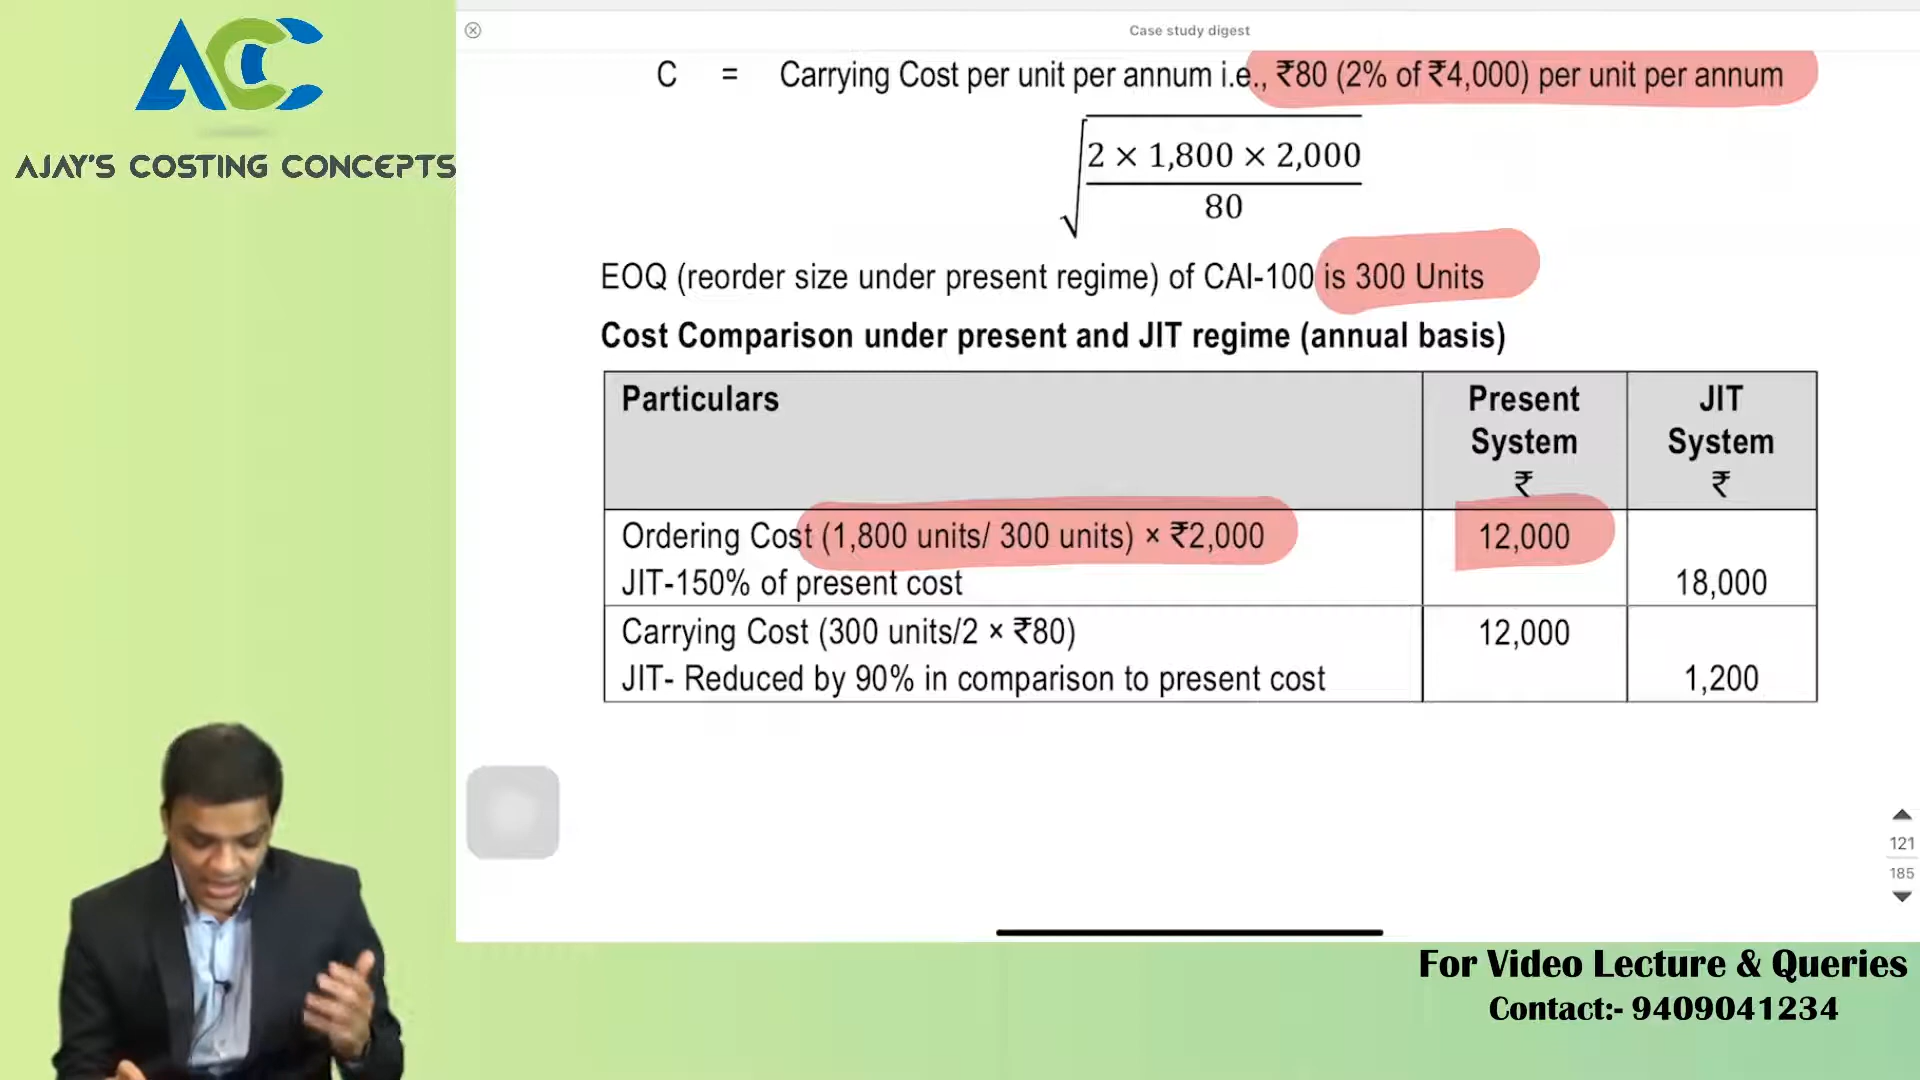 ACC
AJAY'S COSTING CONCEPTS
Case study digest
C = Carrying Cost per unit per annum i.e., ₹80 (2% of ₹4,000) per unit per annum
√
2 × 1,800 × 2,000
80
EOQ (reorder size under present regime) of CAI-100 is 300 Units
Cost Comparison under present and JIT regime (annual basis)
Particulars
Present
System
₹
JIT
System
₹
Ordering Cost (1,800 units/ 300 units) × ₹2,000 12,000
JIT-150% of present cost 18,000
Carrying Cost (300 units/2 × ₹80) 12,000
JIT- Reduced by 90% in comparison to present cost 1,200
121
185
For Video Lecture & Queries
Contact:- 9409041234